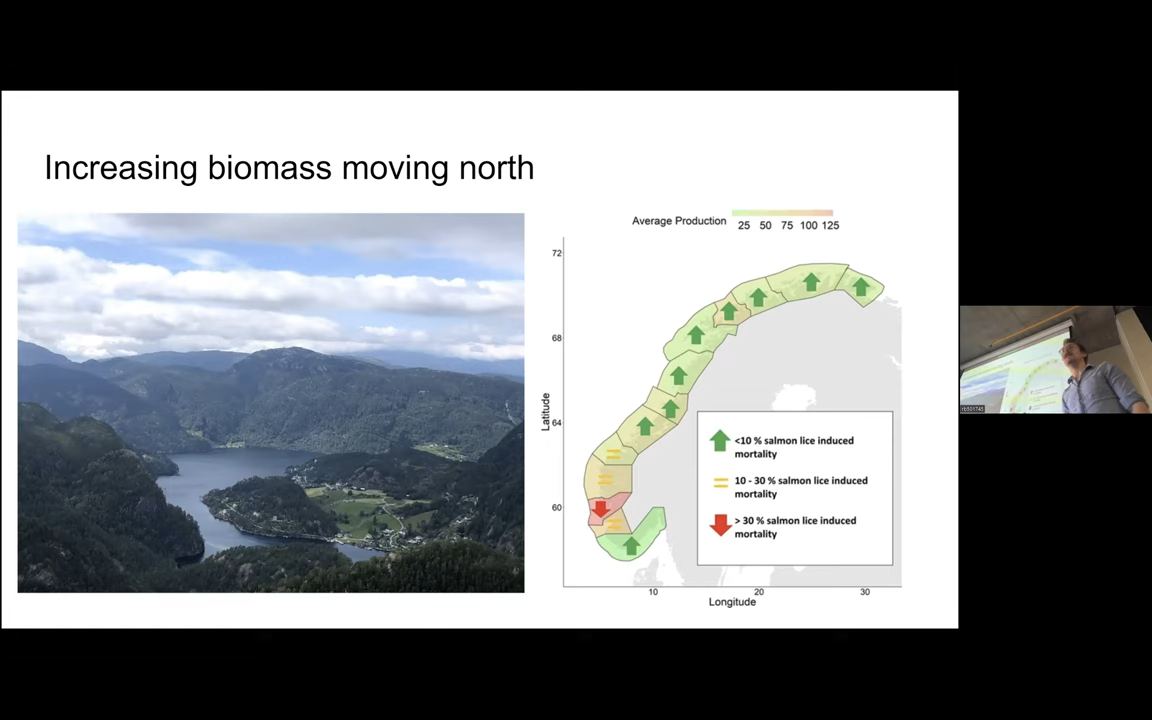 Increasing biomass moving north
Average Production
25 50 75 100 125
72
68
64
60
Latitude
<10 % salmon lice induced
mortality
10 - 30 % salmon lice induced
mortality
> 30 % salmon lice induced
mortality
10 20 30
Longitude